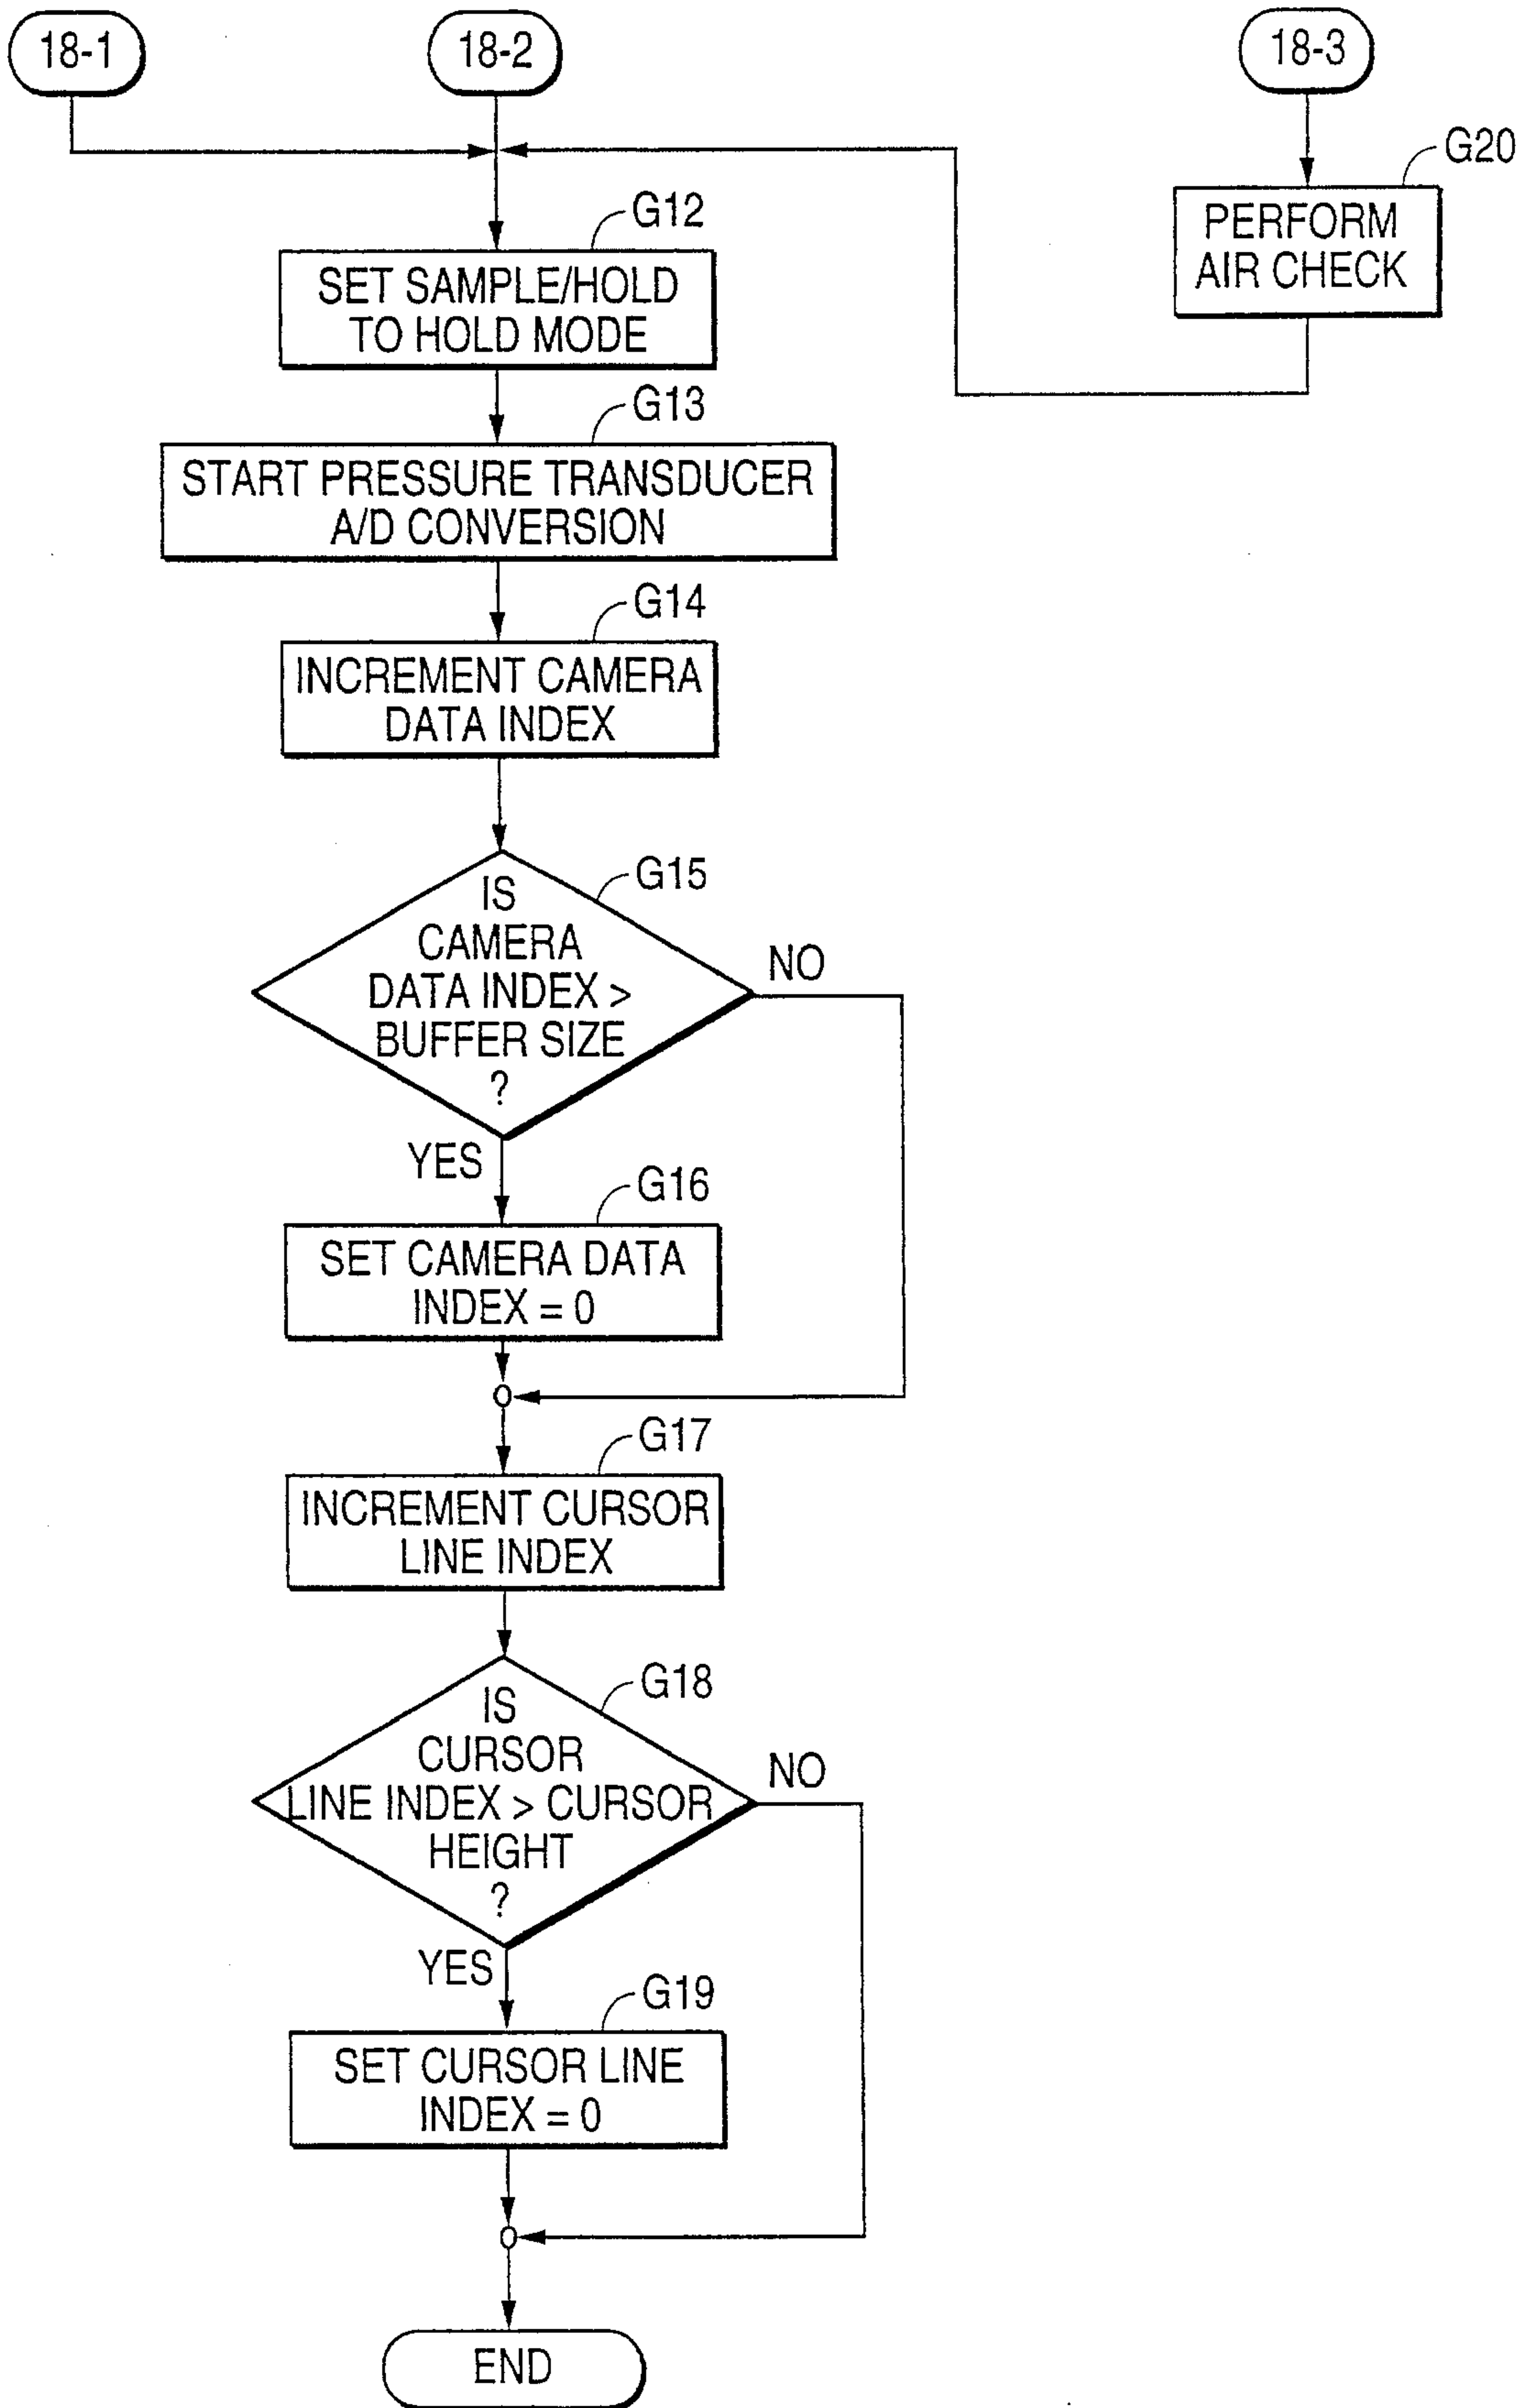 18-1
18-2
18-3
G20
PERFORM
AIR CHECK
G12
SET SAMPLE/HOLD
TO HOLD MODE
G13
START PRESSURE TRANSDUCER
A/D CONVERSION
G14
INCREMENT CAMERA
DATA INDEX
G15
IS
CAMERA
DATA INDEX >
BUFFER SIZE
?
NO
YES
G16
SET CAMERA DATA
INDEX = 0
G17
INCREMENT CURSOR
LINE INDEX
G18
IS
CURSOR
LINE INDEX > CURSOR
HEIGHT
?
NO
YES
G19
SET CURSOR LINE
INDEX = 0
END